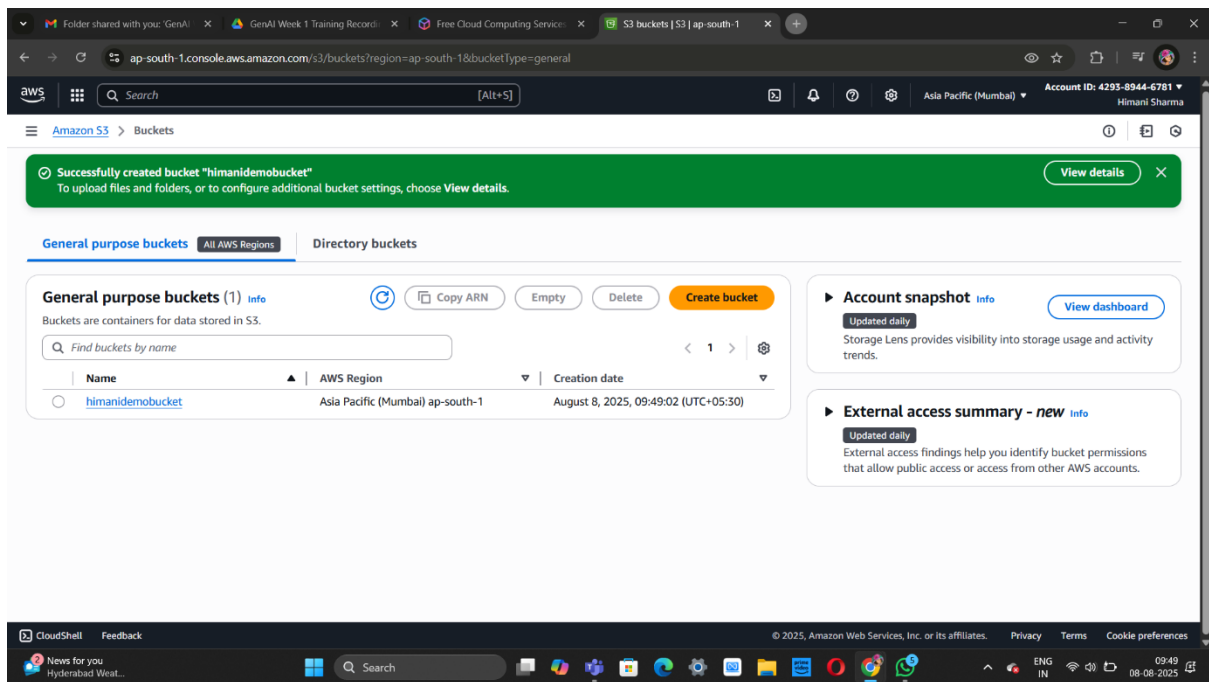 Folder shared with you: 'GenAI
GenAI Week 1 Training Recordi
Free Cloud Computing Services
S3 buckets | S3 | ap-south-1
ap-south-1.console.aws.amazon.com/s3/buckets?region=ap-south-1&bucketType=general
aws
Search
[Alt+S]
Asia Pacific (Mumbai)
Account ID: 4293-8944-6781
Himani Sharma
Amazon S3 > Buckets
Successfully created bucket "himanidemobucket"
To upload files and folders, or to configure additional bucket settings, choose View details.
View details
General purpose buckets All AWS Regions
Directory buckets
General purpose buckets (1) Info
Copy ARN
Empty
Delete
Create bucket
Buckets are containers for data stored in S3.
Find buckets by name
1
Name
AWS Region
Creation date
himanidemobucket
Asia Pacific (Mumbai) ap-south-1
August 8, 2025, 09:49:02 (UTC+05:30)
Account snapshot Info
View dashboard
Updated daily
Storage Lens provides visibility into storage usage and activity
trends.
External access summary - new Info
Updated daily
External access findings help you identify bucket permissions
that allow public access or access from other AWS accounts.
CloudShell
Feedback
© 2025, Amazon Web Services, Inc. or its affiliates.
Privacy
Terms
Cookie preferences
2
News for you
Hyderabad Weat...
Search
5
ENG
IN
09:49
08-08-2025